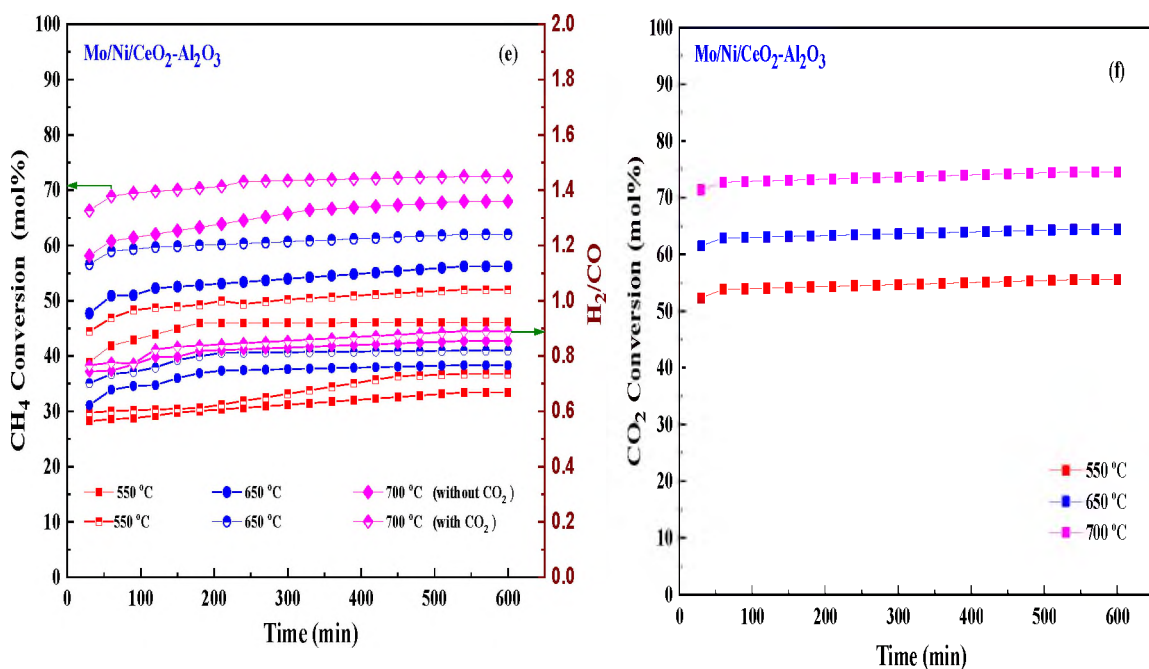 Mo/Ni/CeO₂-Al₂O₃
(e)
CH₄ Conversion (mol%)
100
90
80
70
60
50
40
30
20
10
0
0 100 200 300 400 500 600
Time (min)
2.0
1.8
1.6
1.4
1.2
1.0
0.8
0.6
0.4
0.2
0.0
H₂/CO
550 °C 650 °C 700 °C (without CO₂)
550 °C 650 °C 700 °C (with CO₂)
Mo/Ni/CeO₂-Al₂O₃
(f)
CO₂ Conversion (mol%)
100
90
80
70
60
50
40
30
20
10
0
0 100 200 300 400 500 600
Time (min)
550 °C
650 °C
700 °C